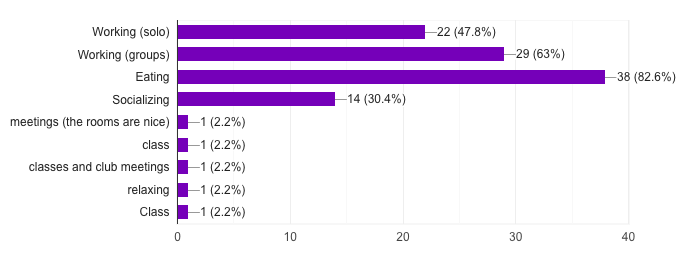 Working (solo) 22 (47.8%)
Working (groups) 29 (63%)
Eating 38 (82.6%)
Socializing 14 (30.4%)
meetings (the rooms are nice) 1 (2.2%)
class 1 (2.2%)
classes and club meetings 1 (2.2%)
relaxing 1 (2.2%)
Class 1 (2.2%)
0 10 20 30 40